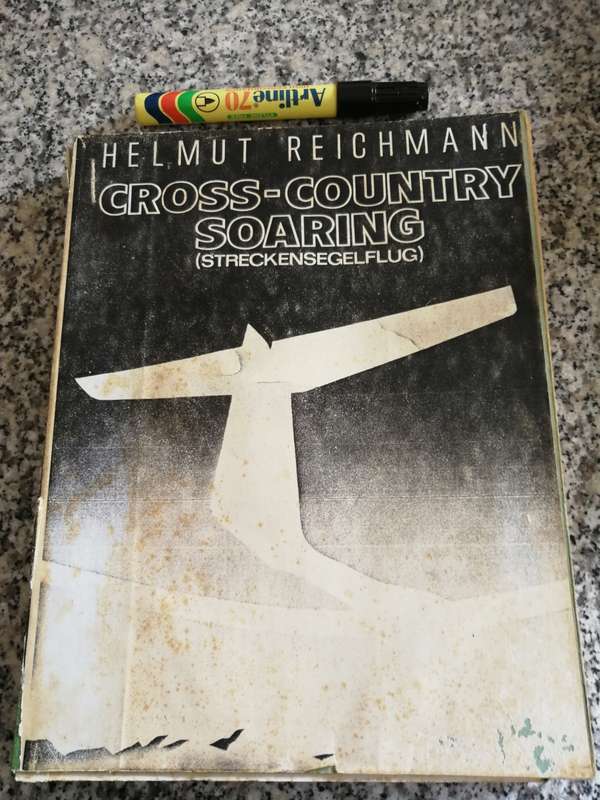 Artline 70
HELMUT REICHMANN
CROSS-COUNTRY
SOARING
(STRECKENSEGELFLUG)